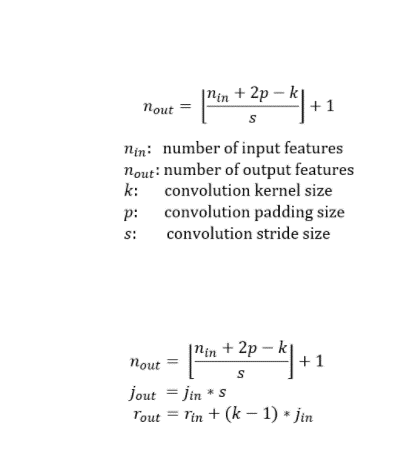 n_out = ⌊(n_in + 2p − k)/s⌋ + 1
n_in: number of input features
n_out: number of output features
k: convolution kernel size
p: convolution padding size
s: convolution stride size
n_out = ⌊(n_in + 2p − k)/s⌋ + 1
j_out = j_in * s
r_out = r_in + (k − 1) * j_in